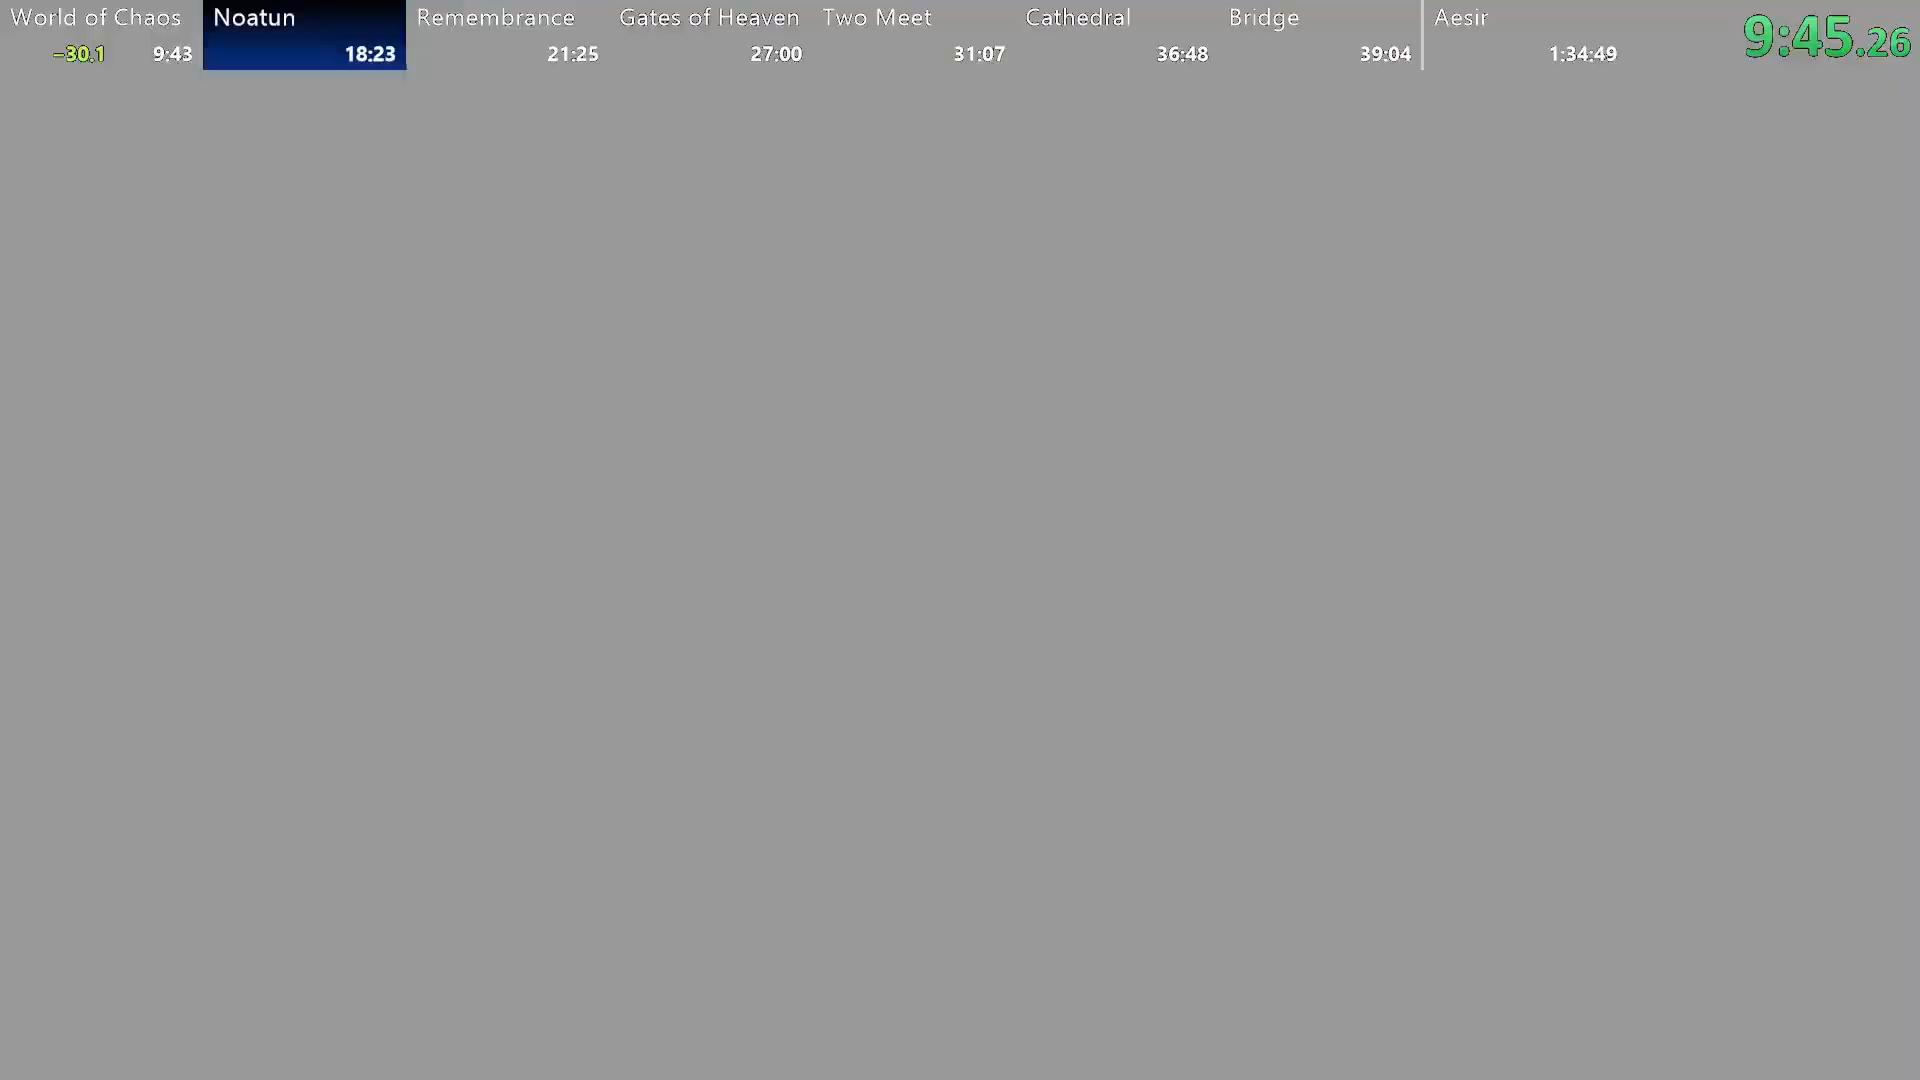 World of Chaos Noatun Remembrance Gates of Heaven Two Meet Cathedral Bridge Aesir 9:45.26
−30.1 9:43 18:23 21:25 27:00 31:07 36:48 39:04 1:34:49